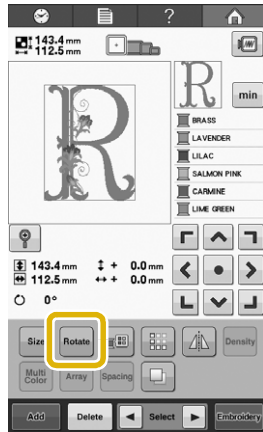 ?
143.4 mm
112.5 mm
R
R
min
BRASS
LAVENDER
LILAC
SALMON PINK
CARMINE
LIME GREEN
143.4 mm + 0.0 mm
112.5 mm + 0.0 mm
0°
Size Rotate Density
Multi Color Array Spacing
Add Delete Select Embroidery